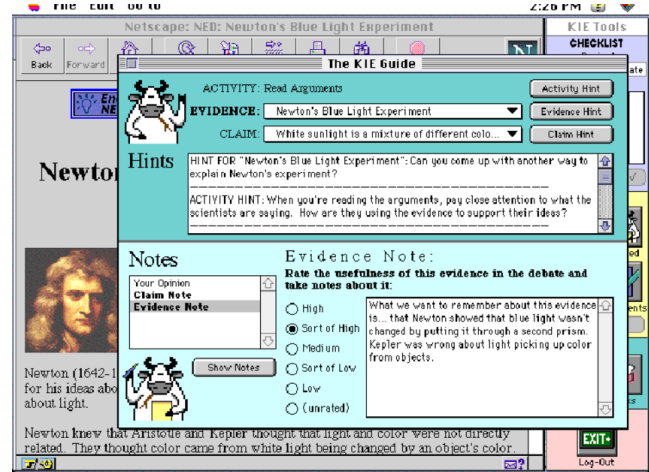 2:26 PM
Netscape: NED: Newton's Blue Light Experiment
KIE Tools
Back
Forward
CHECKLIST
The KIE Guide
ACTIVITY: Read Arguments
Activity Hint
EVIDENCE: Newton's Blue Light Experiment
Evidence Hint
CLAIM: White sunlight is a mixture of different colo...
Claim Hint
Hints
HINT FOR "Newton's Blue Light Experiment": Can you come up with another way to
explain Newton's experiment?
ACTIVITY HINT: When you're reading the arguments, pay close attention to what the
scientists are saying. How are they using the evidence to support their ideas?
Notes
Your Opinion
Claim Note
Evidence Note
Show Notes
Evidence Note:
Rate the usefulness of this evidence in the debate and
take notes about it:
High
Sort of High
Medium
Sort of Low
Low
(unrated)
What we want to remember about this evidence
is... that Newton showed that blue light wasn't
changed by putting it through a second prism.
Kepler was wrong about light picking up color
from objects.
Newton (1642-1
for his ideas abo
about light.
Newton knew that Aristotle and Kepler thought that light and color were not directly
related. They thought color came from white light being changed by an object's color.
EXIT
Log-Out